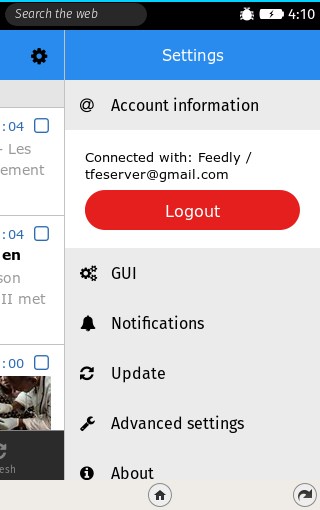 Search the web
4:10
Settings
Account information
Connected with: Feedly /
tfeserver@gmail.com
Logout
GUI
Notifications
Update
Advanced settings
About
:04
- Les
ement
:04
en
son
II met
:00
esh